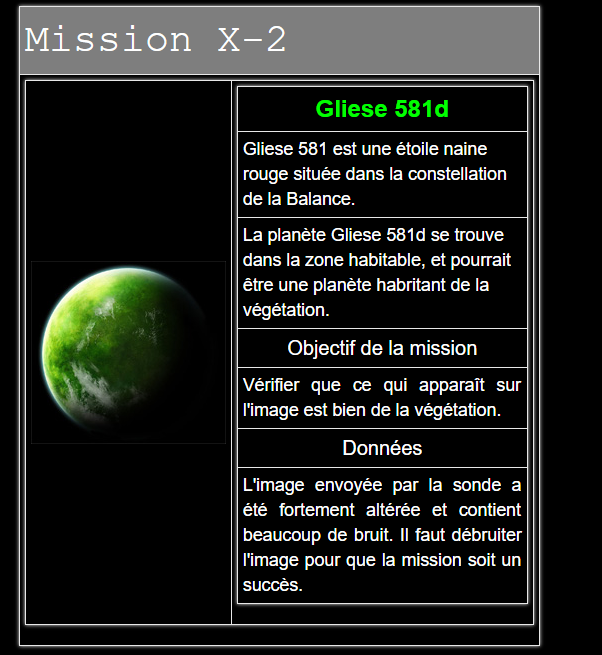 Mission X-2
Gliese 581d
Gliese 581 est une étoile naine
rouge située dans la constellation
de la Balance.
La planète Gliese 581d se trouve
dans la zone habitable, et pourrait
être une planète habritant de la
végétation.
Objectif de la mission
Vérifier que ce qui apparaît sur
l'image est bien de la végétation.
Données
L'image envoyée par la sonde a
été fortement altérée et contient
beaucoup de bruit. Il faut débruiter
l'image pour que la mission soit un
succès.